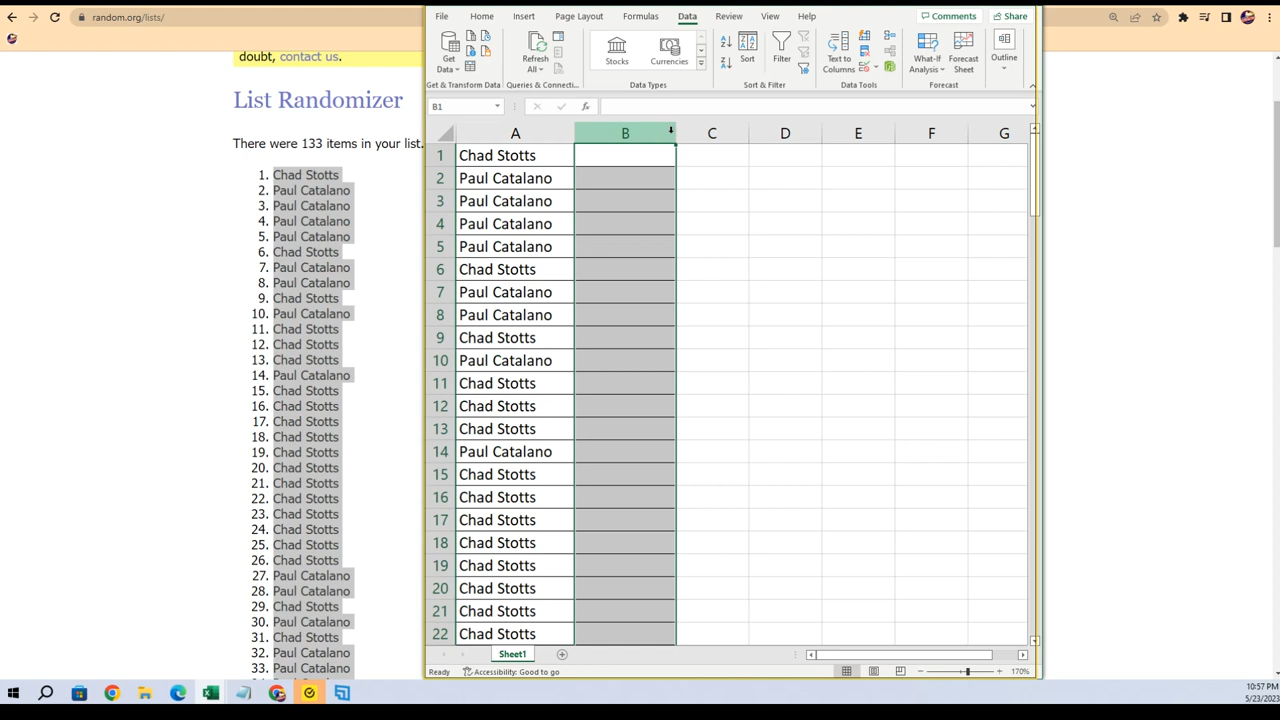 random.org/lists/
doubt, contact us.
List Randomizer
There were 133 items in your list.
1. Chad Stotts
2. Paul Catalano
3. Paul Catalano
4. Paul Catalano
5. Paul Catalano
6. Chad Stotts
7. Paul Catalano
8. Paul Catalano
9. Chad Stotts
10. Paul Catalano
11. Chad Stotts
12. Chad Stotts
13. Chad Stotts
14. Paul Catalano
15. Chad Stotts
16. Chad Stotts
17. Chad Stotts
18. Chad Stotts
19. Chad Stotts
20. Chad Stotts
21. Chad Stotts
22. Chad Stotts
23. Chad Stotts
24. Chad Stotts
25. Chad Stotts
26. Chad Stotts
27. Paul Catalano
28. Paul Catalano
29. Chad Stotts
30. Paul Catalano
31. Chad Stotts
32. Paul Catalano
33. Paul Catalano
File Home Insert Page Layout Formulas Data Review View Help Comments Share
Get Data
Refresh All
Stocks
Currencies
Sort
Filter
Text to Columns
What-If Analysis
Forecast Sheet
Outline
Get & Transform Data Queries & Connecti... Data Types Sort & Filter Data Tools Forecast
B1 fx
A B C D E F G
1 Chad Stotts
2 Paul Catalano
3 Paul Catalano
4 Paul Catalano
5 Paul Catalano
6 Chad Stotts
7 Paul Catalano
8 Paul Catalano
9 Chad Stotts
10 Paul Catalano
11 Chad Stotts
12 Chad Stotts
13 Chad Stotts
14 Paul Catalano
15 Chad Stotts
16 Chad Stotts
17 Chad Stotts
18 Chad Stotts
19 Chad Stotts
20 Chad Stotts
21 Chad Stotts
22 Chad Stotts
Sheet1
Ready Accessibility: Good to go 170%
10:57 PM
5/23/2023